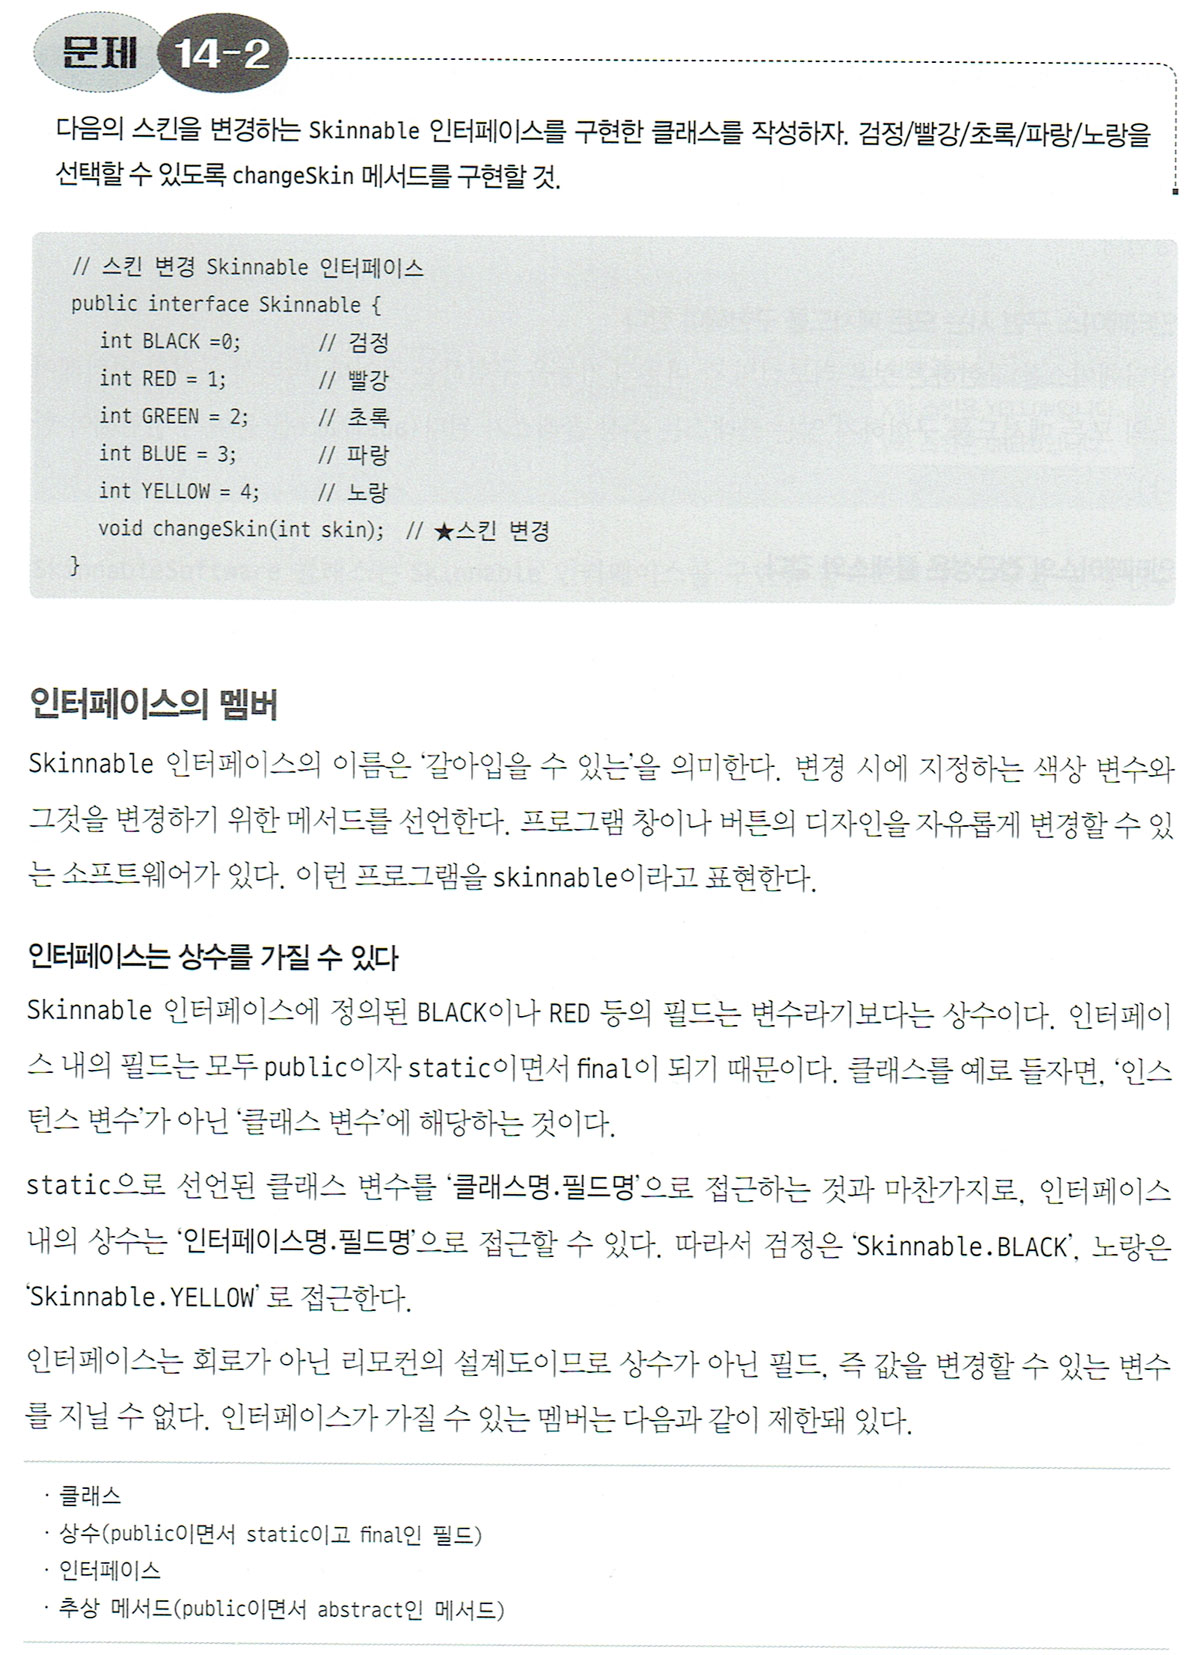 문제 14-2
다음의 스킨을 변경하는 Skinnable 인터페이스를 구현한 클래스를 작성하자. 검정/빨강/초록/파랑/노랑을
선택할 수 있도록 changeSkin 메서드를 구현할 것.
// 스킨 변경 Skinnable 인터페이스
public interface Skinnable {
int BLACK =0; // 검정
int RED = 1; // 빨강
int GREEN = 2; // 초록
int BLUE = 3; // 파랑
int YELLOW = 4; // 노랑
void changeSkin(int skin); // ★스킨 변경
}
인터페이스의 멤버
Skinnable 인터페이스의 이름은 ‘갈아입을 수 있는’을 의미한다. 변경 시에 지정하는 색상 변수와
그것을 변경하기 위한 메서드를 선언한다. 프로그램 창이나 버튼의 디자인을 자유롭게 변경할 수 있
는 소프트웨어가 있다. 이런 프로그램을 skinnable이라고 표현한다.
인터페이스는 상수를 가질 수 있다
Skinnable 인터페이스에 정의된 BLACK이나 RED 등의 필드는 변수라기보다는 상수이다. 인터페이
스 내의 필드는 모두 public이자 static이면서 final이 되기 때문이다. 클래스를 예로 들자면, ‘인스
턴스 변수’가 아닌 ‘클래스 변수’에 해당하는 것이다.
static으로 선언된 클래스 변수를 ‘클래스명.필드명’으로 접근하는 것과 마찬가지로, 인터페이스
내의 상수는 ‘인터페이스명.필드명’으로 접근할 수 있다. 따라서 검정은 ‘Skinnable.BLACK’, 노랑은
‘Skinnable.YELLOW’ 로 접근한다.
인터페이스는 회로가 아닌 리모컨의 설계도이므로 상수가 아닌 필드, 즉 값을 변경할 수 있는 변수
를 지닐 수 없다. 인터페이스가 가질 수 있는 멤버는 다음과 같이 제한돼 있다.
· 클래스
· 상수(public이면서 static이고 final인 필드)
· 인터페이스
· 추상 메서드(public이면서 abstract인 메서드)